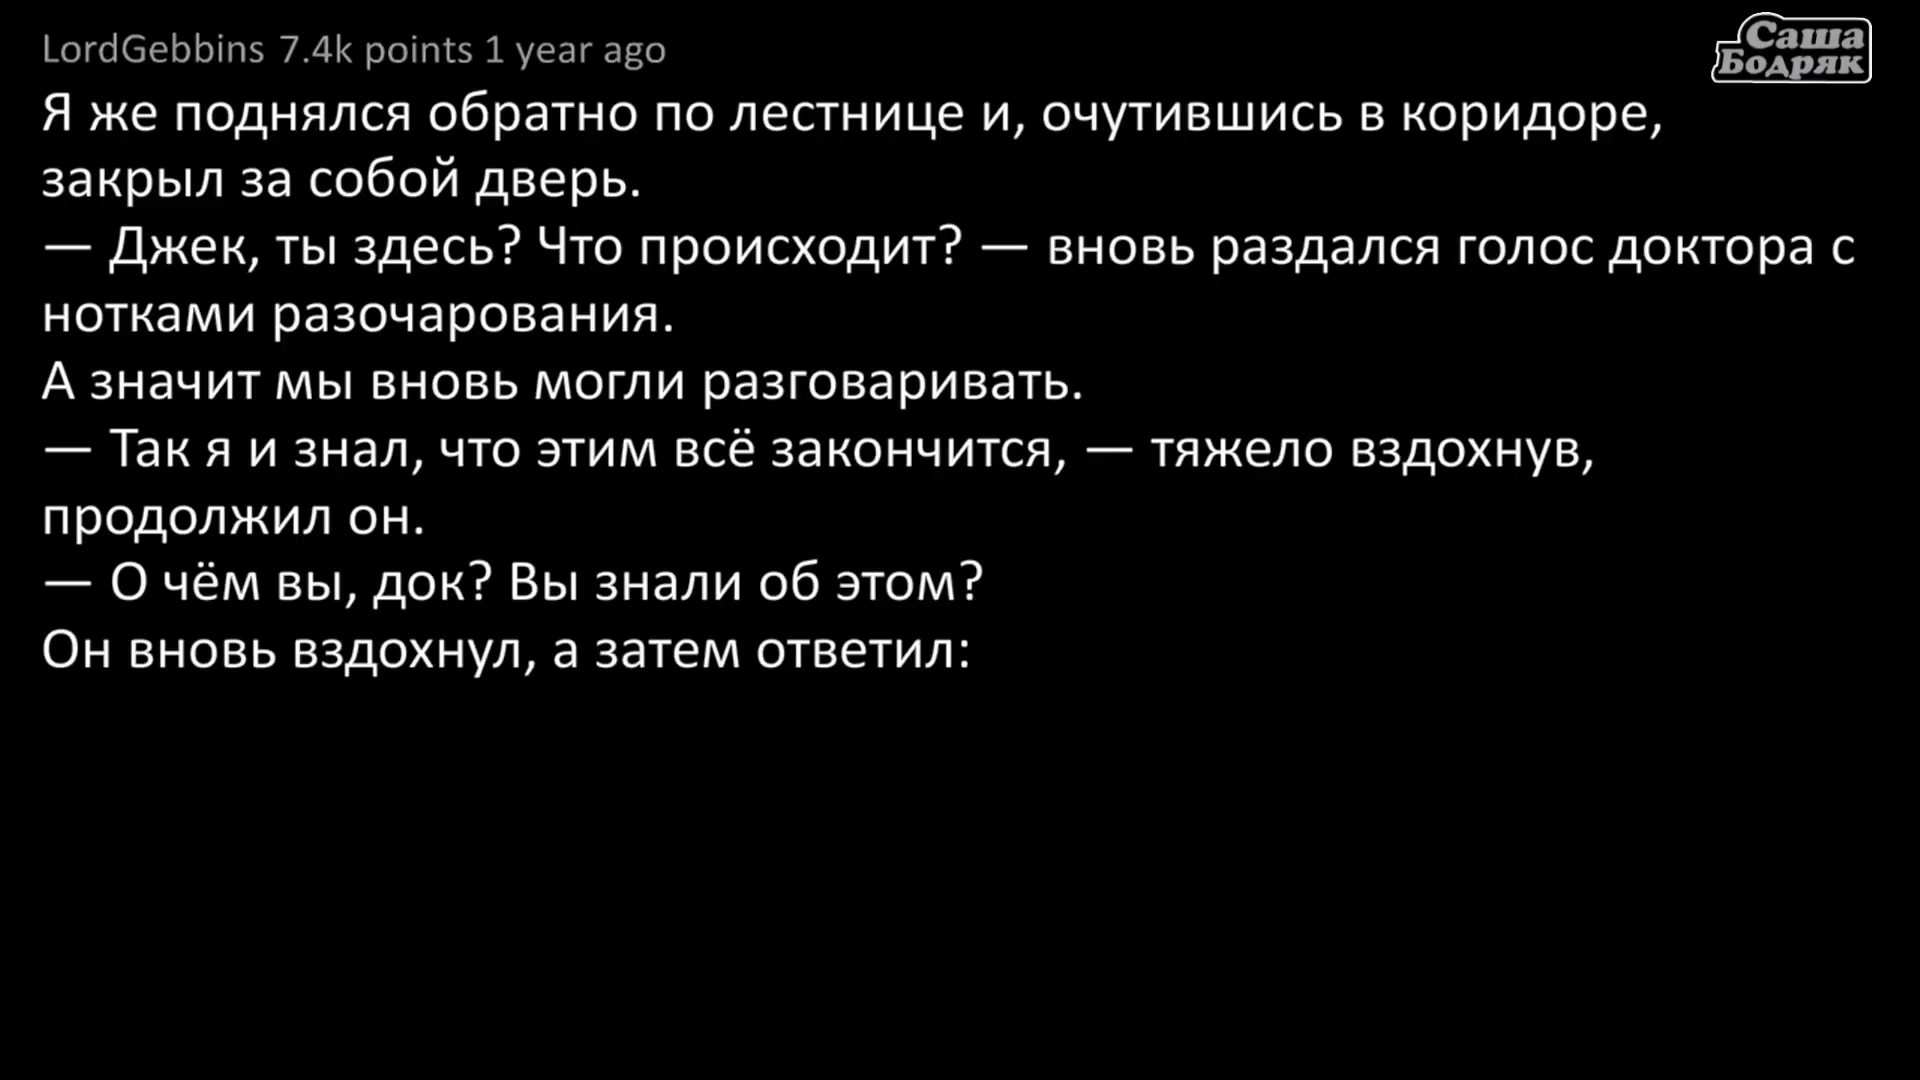 LordGebbins 7.4k points 1 year ago
Саша
Бодряк
Я же поднялся обратно по лестнице и, очутившись в коридоре,
закрыл за собой дверь.
— Джек, ты здесь? Что происходит? — вновь раздался голос доктора с
нотками разочарования.
А значит мы вновь могли разговаривать.
— Так я и знал, что этим всё закончится, — тяжело вздохнув,
продолжил он.
— О чём вы, док? Вы знали об этом?
Он вновь вздохнул, а затем ответил: